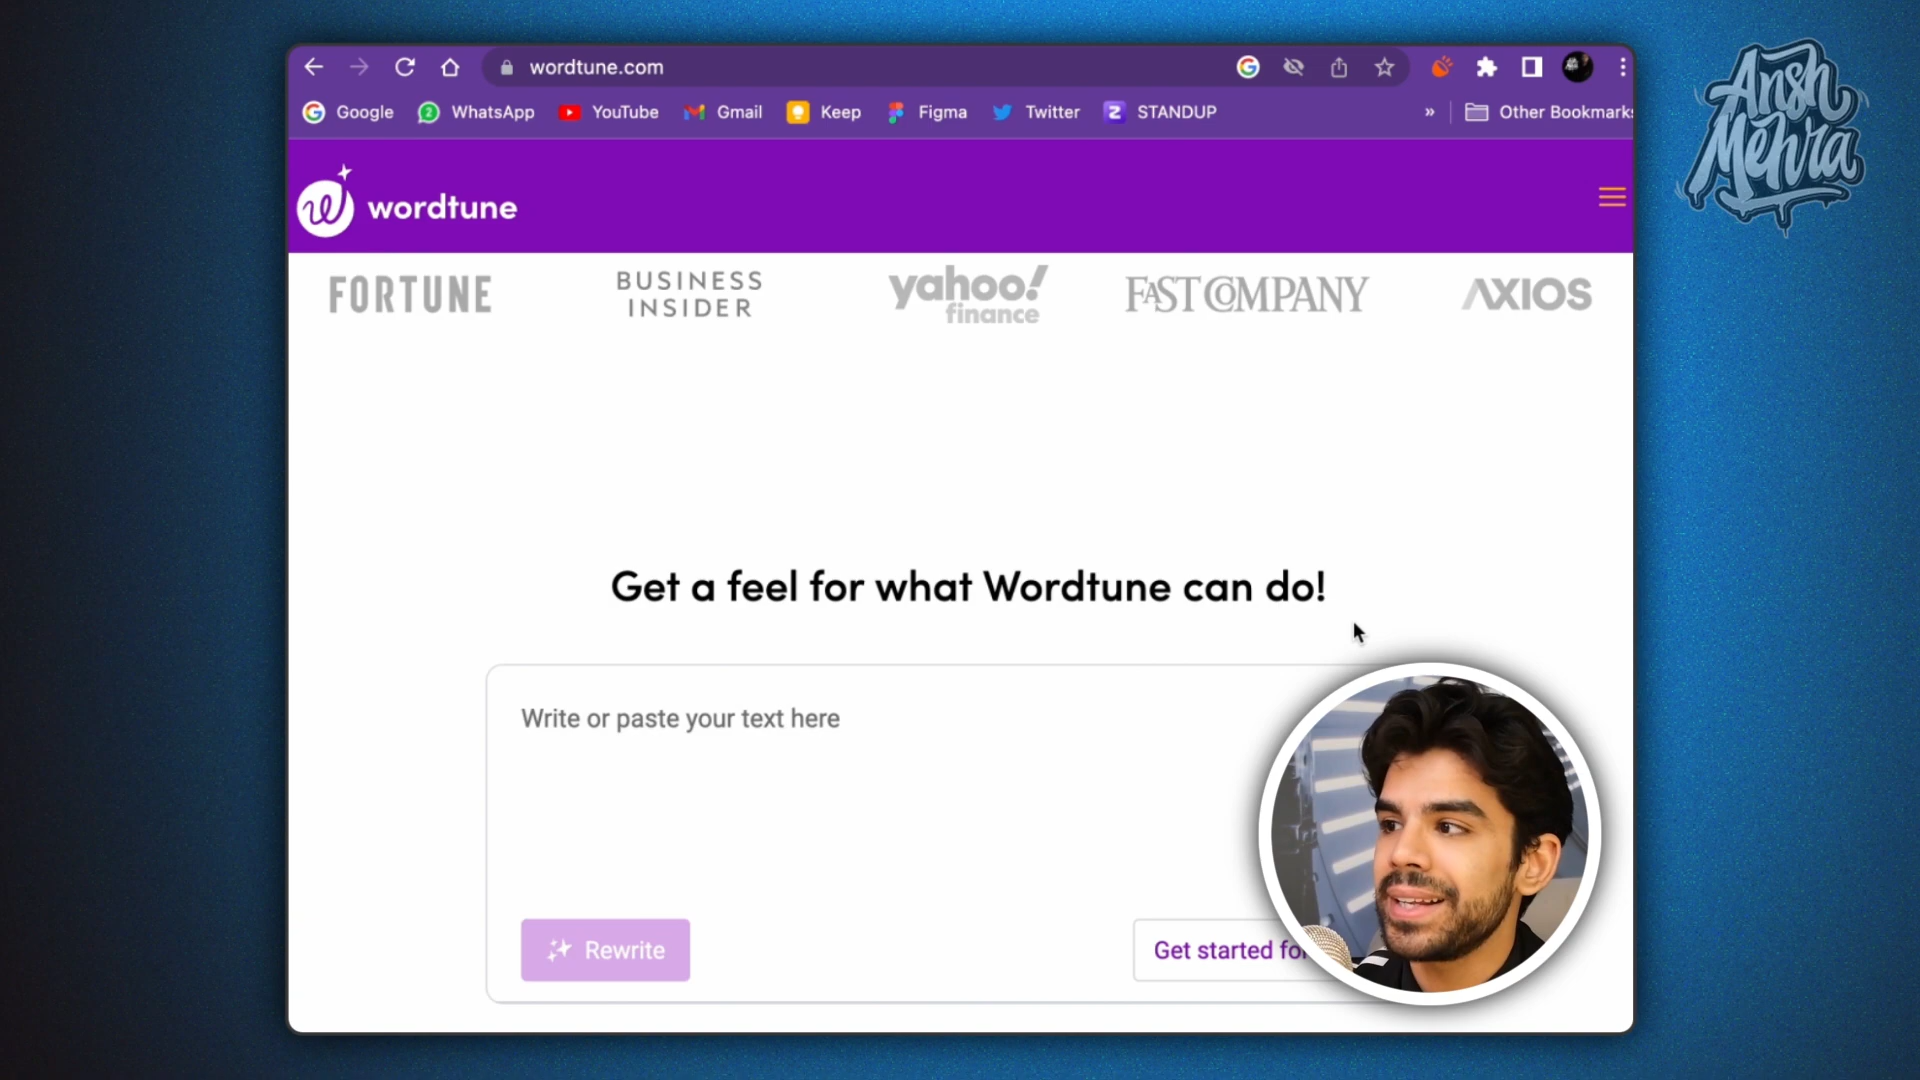 wordtune.com
Google WhatsApp YouTube Gmail Keep Figma Twitter STANDUP » Other Bookmarks
Ansh
Mehra
wordtune
FORTUNE BUSINESS INSIDER yahoo! finance FAST COMPANY AXIOS
Get a feel for what Wordtune can do!
Write or paste your text here
Rewrite
Get started for